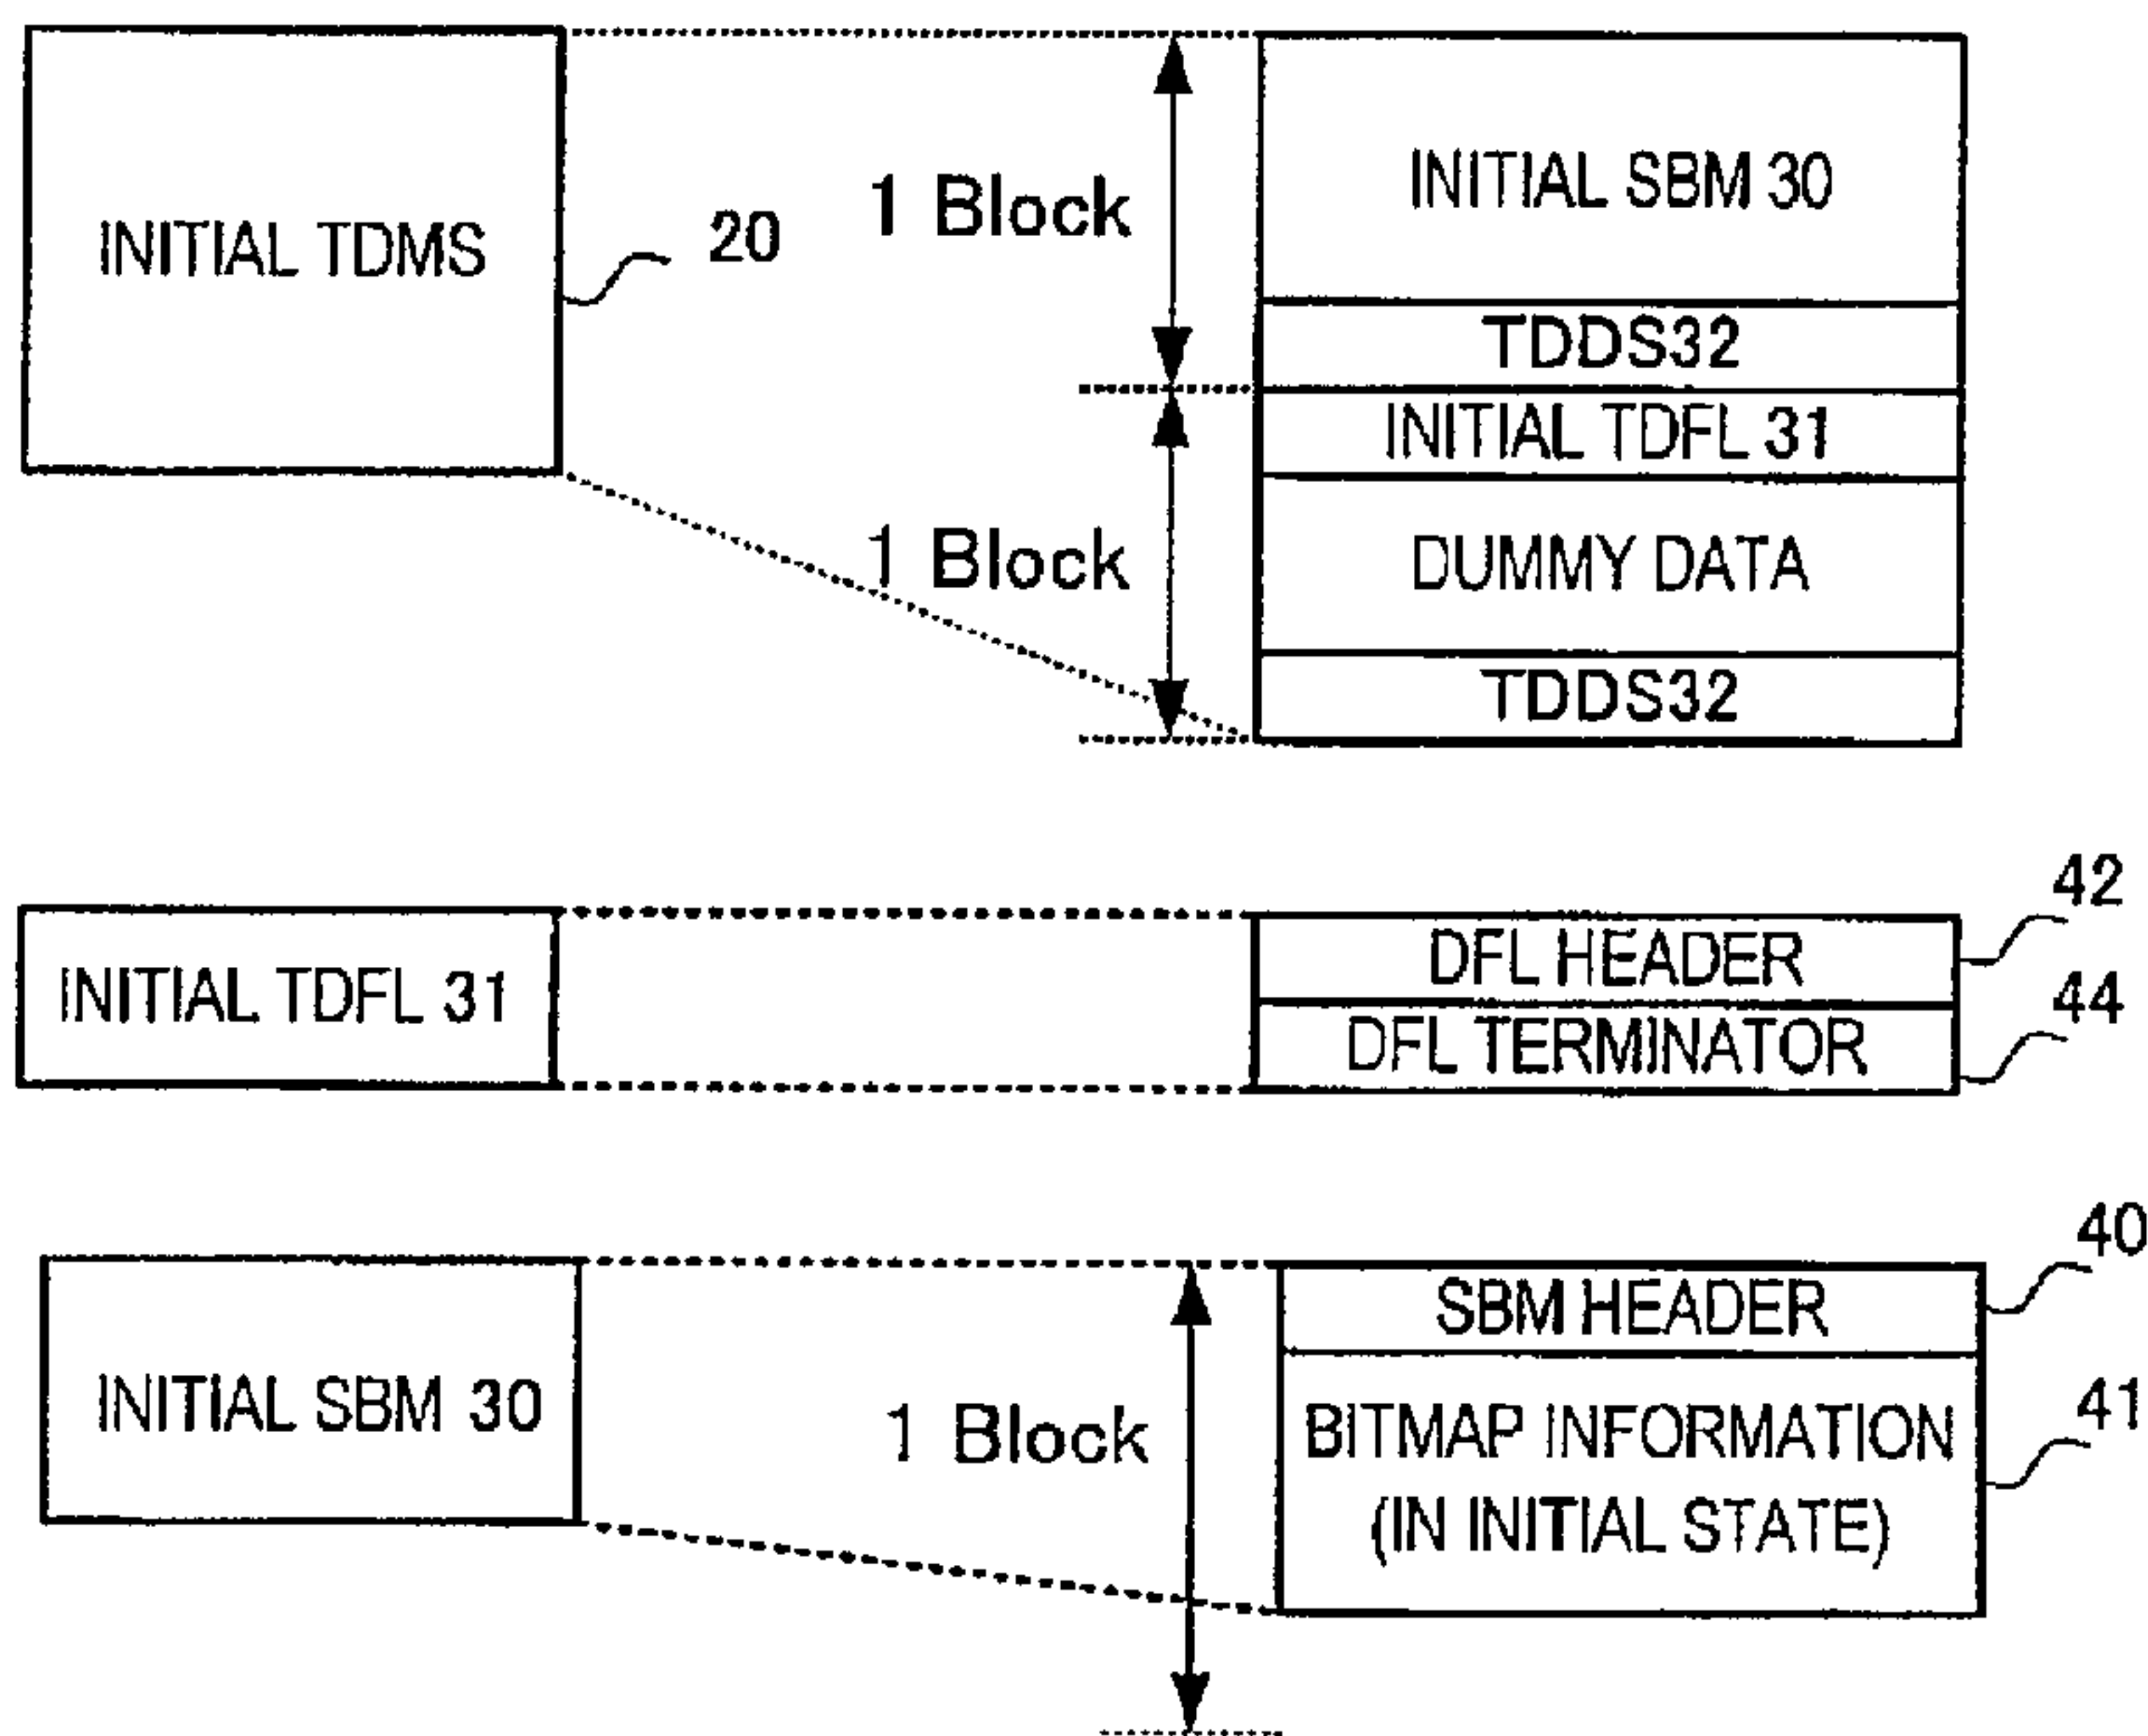 INITIAL TDMS
20
1 Block
INITIAL SBM 30
TDDS32
INITIAL TDFL 31
1 Block
DUMMY DATA
TDDS32
INITIAL TDFL 31
DFL HEADER
42
DFL TERMINATOR
44
INITIAL SBM 30
1 Block
SBM HEADER
40
BITMAP INFORMATION
(IN INITIAL STATE)
41